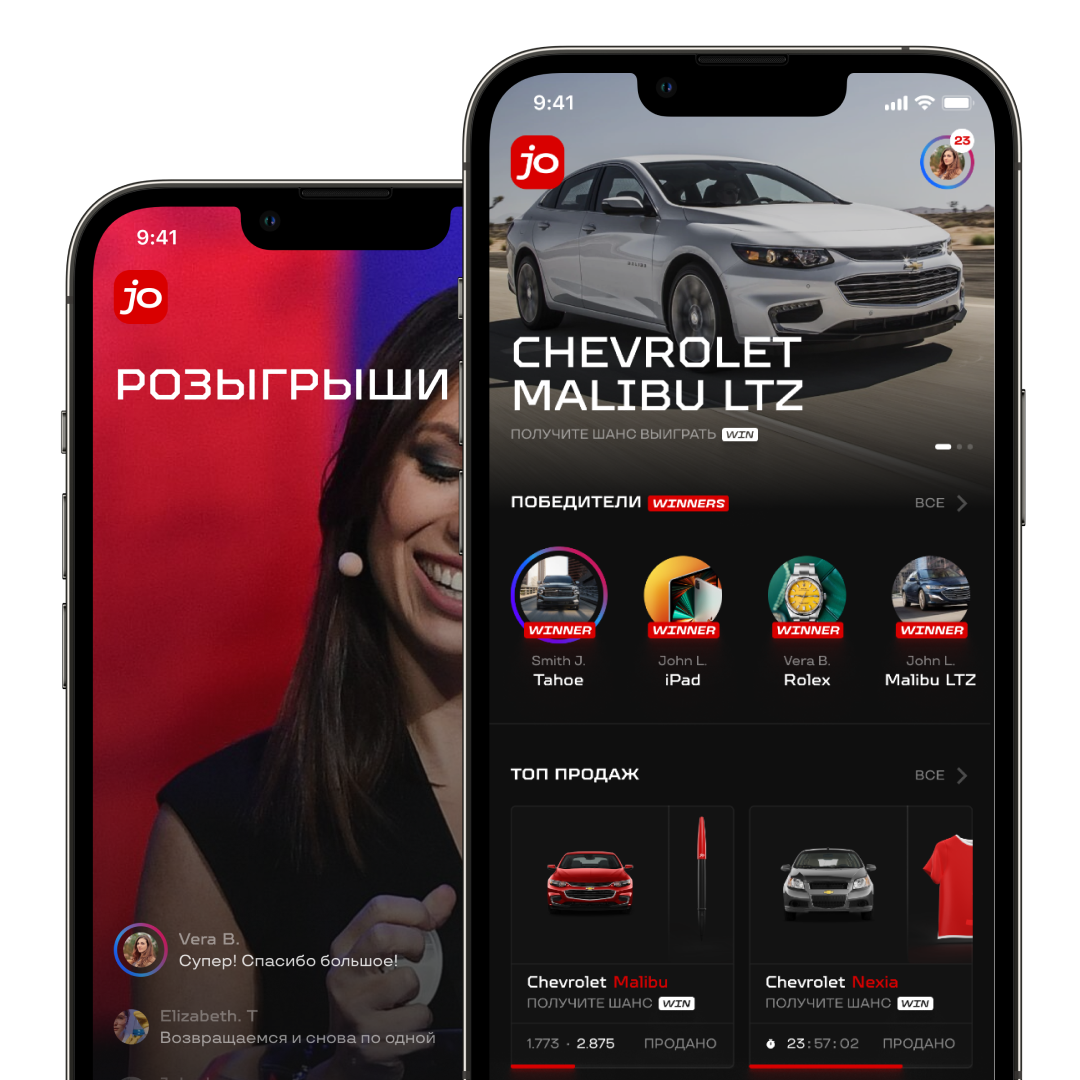 9:41
jo
РОЗЫГРЫШИ
Vera B.
Супер! Спасибо большое!
Elizabeth. T
Возвращаемся и снова по одной
9:41
jo
23
CHEVROLET
MALIBU LTZ
ПОЛУЧИТЕ ШАНС ВЫИГРАТЬ WIN
ПОБЕДИТЕЛИ WINNERS
ВСЕ
WINNER
WINNER
WINNER
WINNER
Smith J.
John L.
Vera B.
John L.
Tahoe
iPad
Rolex
Malibu LTZ
ТОП ПРОДАЖ
ВСЕ
Chevrolet Malibu
ПОЛУЧИТЕ ШАНС WIN
1.773 · 2.875 ПРОДАНО
Chevrolet Nexia
ПОЛУЧИТЕ ШАНС WIN
23:57:02 ПРОДАНО